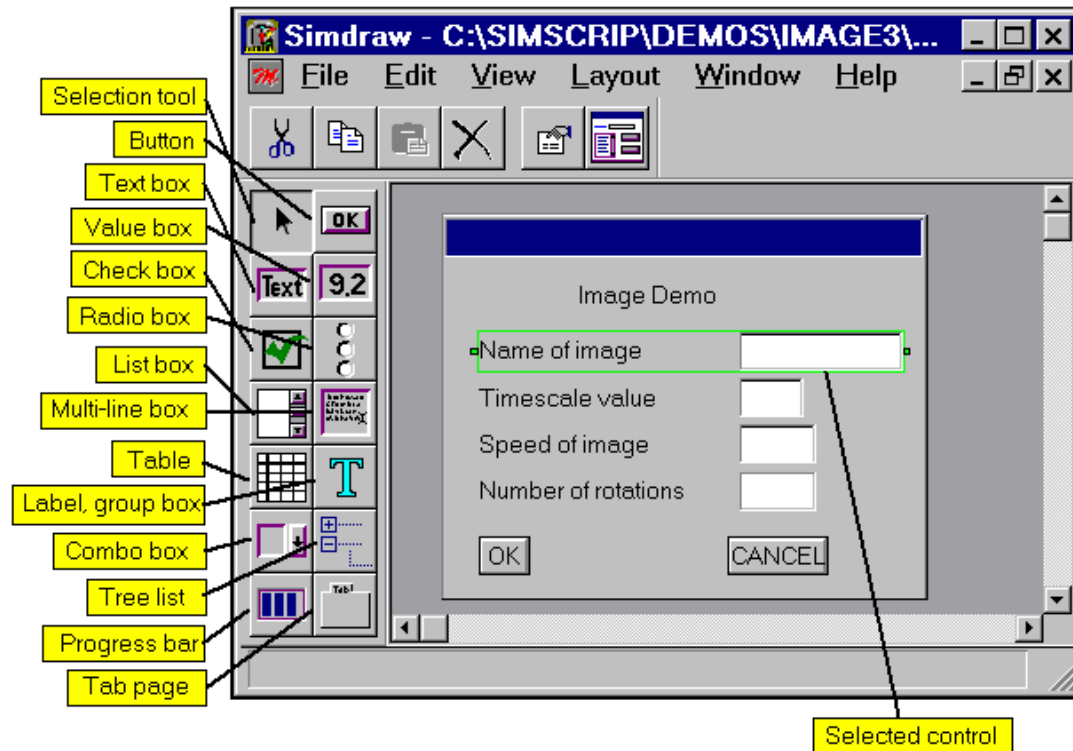 Simdraw - C:\SIMSCRIP\DEMOS\IMAGE3\...
File Edit View Layout Window Help
Selection tool
Button
Text box
Value box
Check box
Radio box
List box
Multi-line box
Table
Label, group box
Combo box
Tree list
Progress bar
Tab page
OK
Text
9.2
T
Tab1
Image Demo
Name of image
Timescale value
Speed of image
Number of rotations
OK CANCEL
Selected control